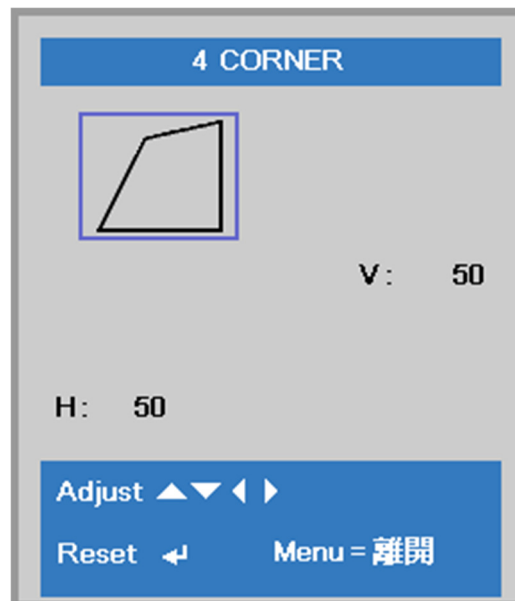 4 CORNER
V: 50
H: 50
Adjust ▲▼◀▶
Reset ↵ Menu = 離開